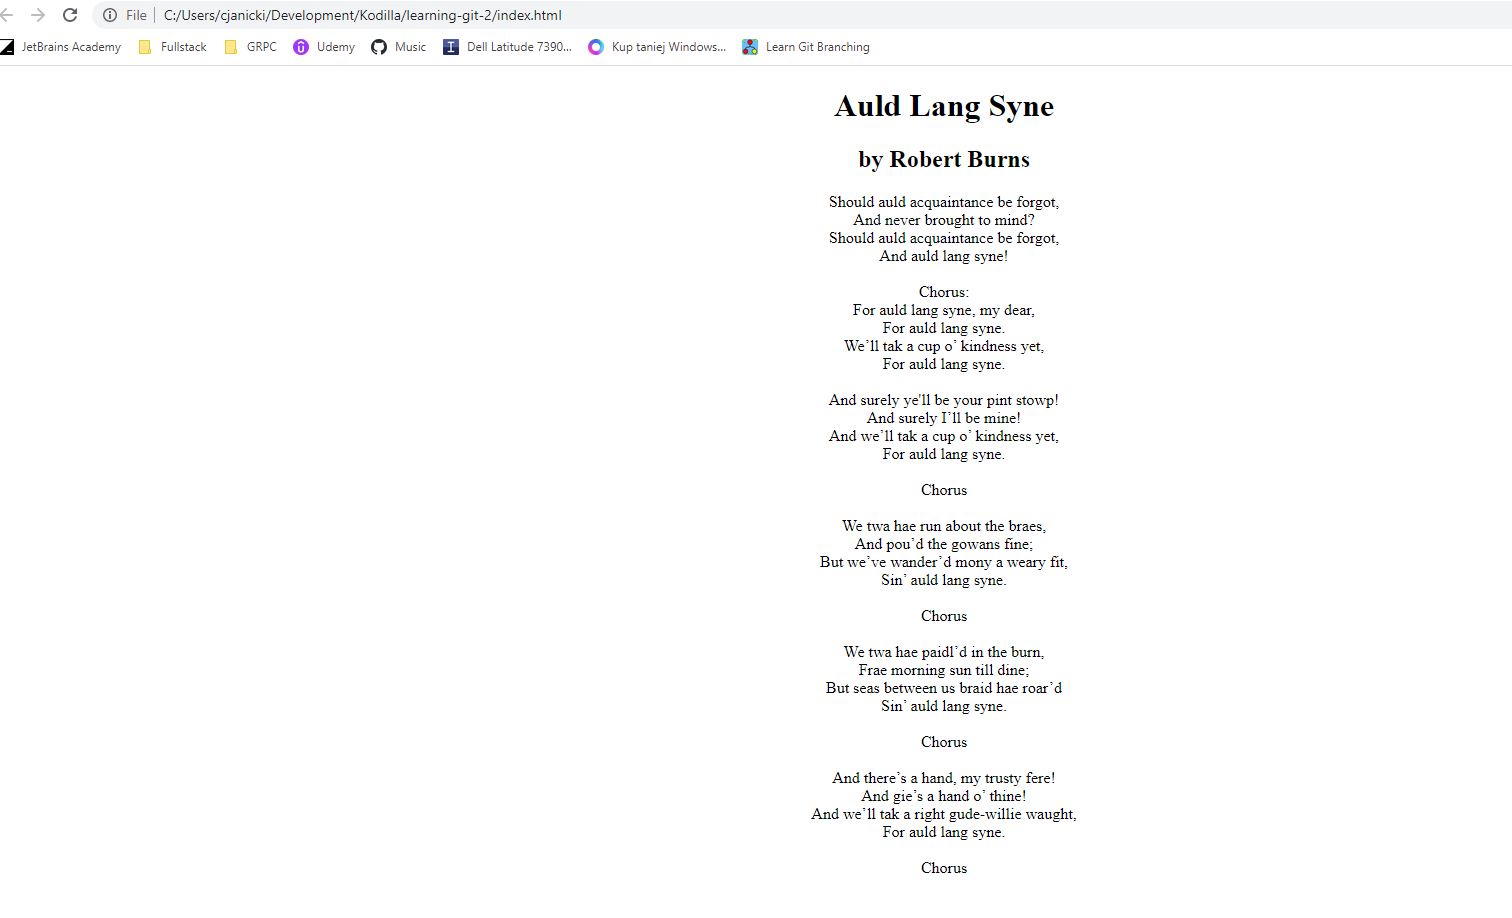 File C:/Users/cjanicki/Development/Kodilla/learning-git-2/index.html
JetBrains Academy Fullstack GRPC Udemy Music Dell Latitude 7390... Kup taniej Windows... Learn Git Branching
Auld Lang Syne
by Robert Burns
Should auld acquaintance be forgot,
And never brought to mind?
Should auld acquaintance be forgot,
And auld lang syne!
Chorus:
For auld lang syne, my dear,
For auld lang syne.
We’ll tak a cup o’ kindness yet,
For auld lang syne.
And surely ye'll be your pint stowp!
And surely I’ll be mine!
And we’ll tak a cup o’ kindness yet,
For auld lang syne.
Chorus
We twa hae run about the braes,
And pou’d the gowans fine;
But we’ve wander’d mony a weary fit,
Sin’ auld lang syne.
Chorus
We twa hae paidl’d in the burn,
Frae morning sun till dine;
But seas between us braid hae roar’d
Sin’ auld lang syne.
Chorus
And there’s a hand, my trusty fere!
And gie’s a hand o’ thine!
And we’ll tak a right gude-willie waught,
For auld lang syne.
Chorus